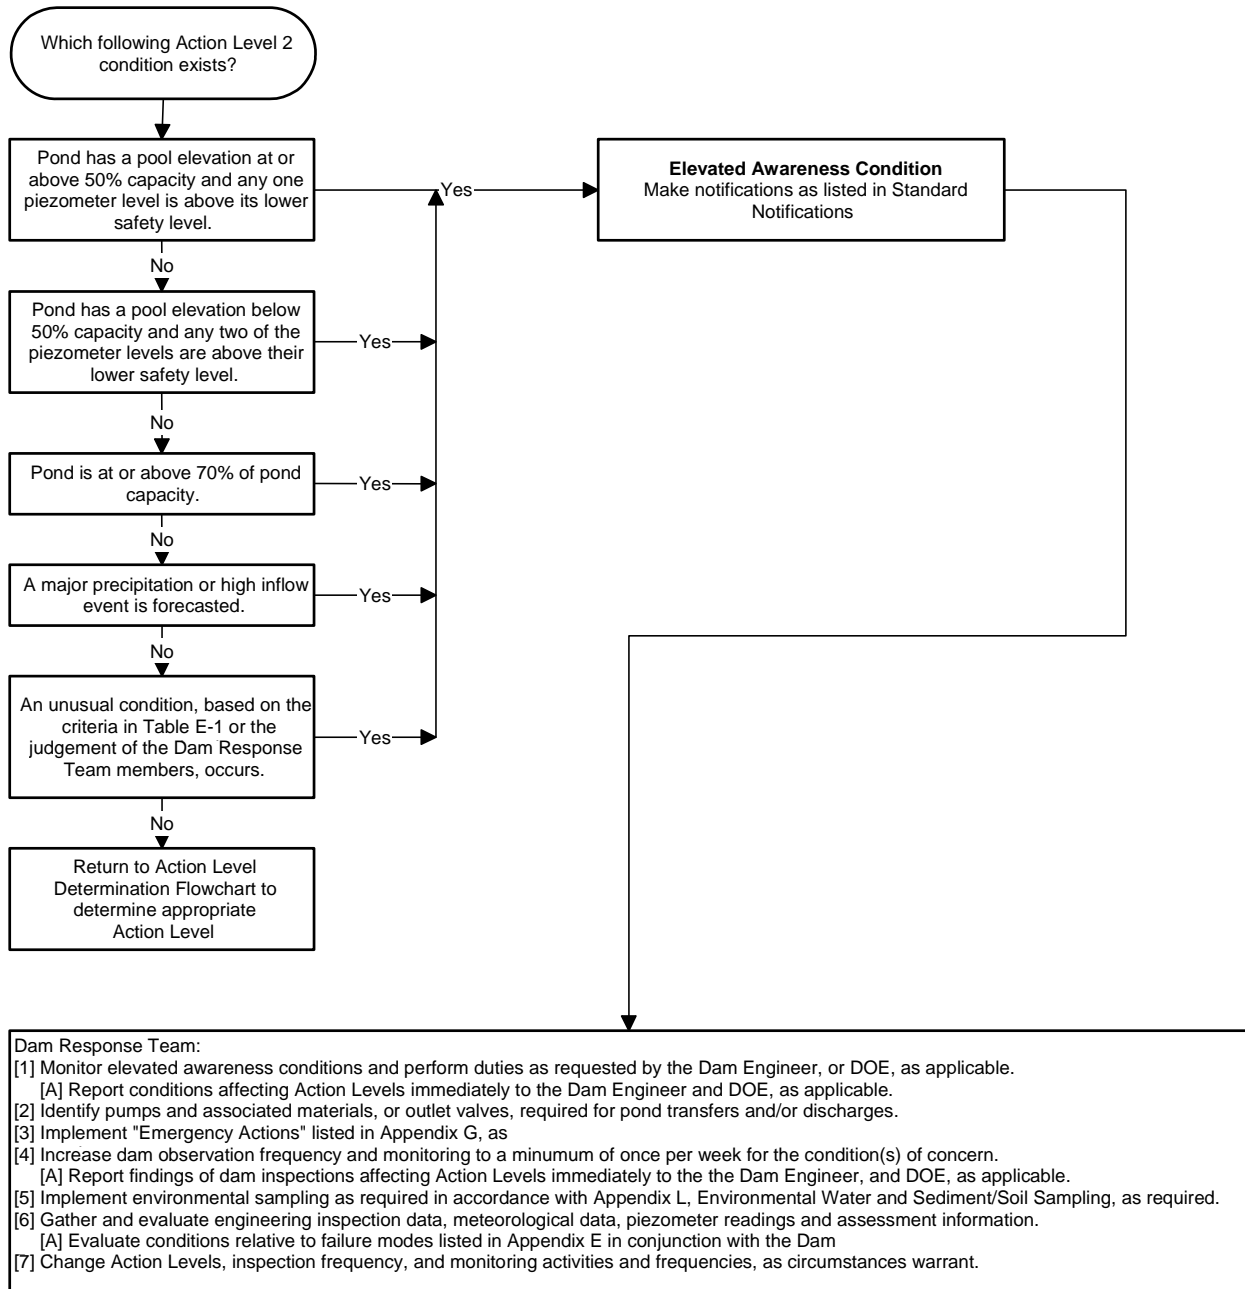 Which following Action Level 2
condition exists?
Pond has a pool elevation at or
above 50% capacity and any one
piezometer level is above its lower
safety level.
Yes
Elevated Awareness Condition
Make notifications as listed in Standard
Notifications
No
Pond has a pool elevation below
50% capacity and any two of the
piezometer levels are above their
lower safety level.
Yes
No
Pond is at or above 70% of pond
capacity.
Yes
No
A major precipitation or high inflow
event is forecasted.
Yes
No
An unusual condition, based on the
criteria in Table E-1 or the
judgement of the Dam Response
Team members, occurs.
Yes
No
Return to Action Level
Determination Flowchart to
determine appropriate
Action Level
Dam Response Team:
[1] Monitor elevated awareness conditions and perform duties as requested by the Dam Engineer, or DOE, as applicable.
[A] Report conditions affecting Action Levels immediately to the Dam Engineer and DOE, as applicable.
[2] Identify pumps and associated materials, or outlet valves, required for pond transfers and/or discharges.
[3] Implement "Emergency Actions" listed in Appendix G, as
[4] Increase dam observation frequency and monitoring to a minumum of once per week for the condition(s) of concern.
[A] Report findings of dam inspections affecting Action Levels immediately to the the Dam Engineer, and DOE, as applicable.
[5] Implement environmental sampling as required in accordance with Appendix L, Environmental Water and Sediment/Soil Sampling, as required.
[6] Gather and evaluate engineering inspection data, meteorological data, piezometer readings and assessment information.
[A] Evaluate conditions relative to failure modes listed in Appendix E in conjunction with the Dam
[7] Change Action Levels, inspection frequency, and monitoring activities and frequencies, as circumstances warrant.